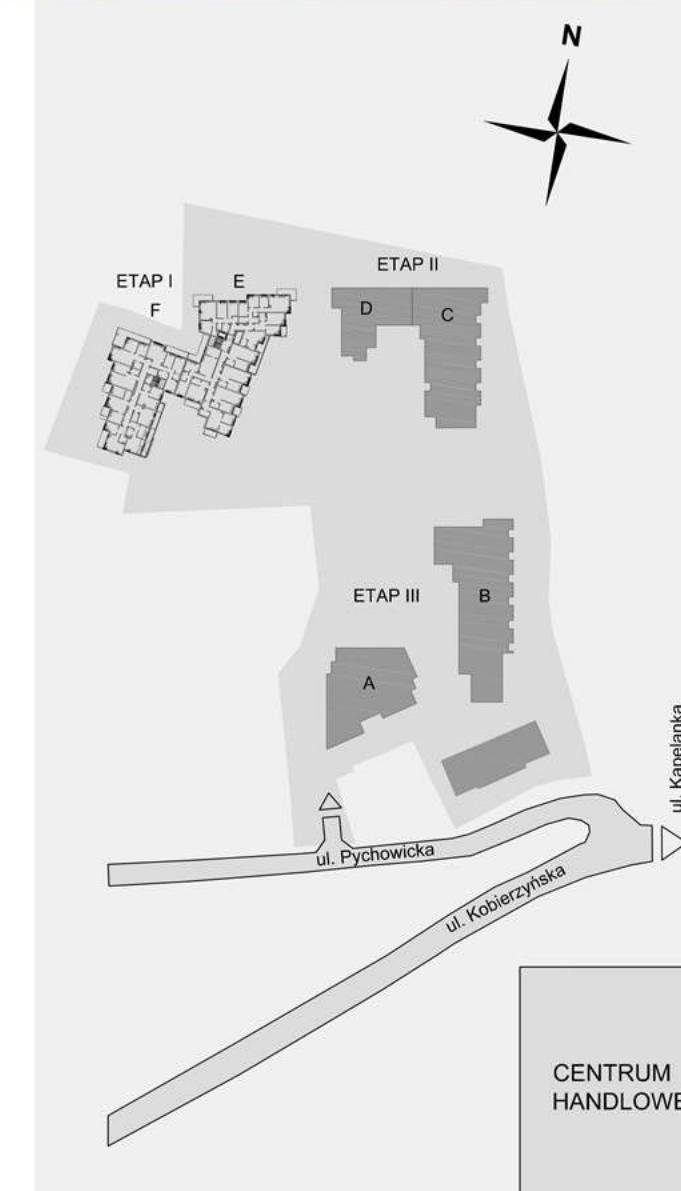 N
ETAP II
ETAP I
E
F
D
C
ETAP III
B
A
ul. Kapelanka
ul. Pychowicka
ul. Kobierzyńska
CENTRUM
HANDLOWE